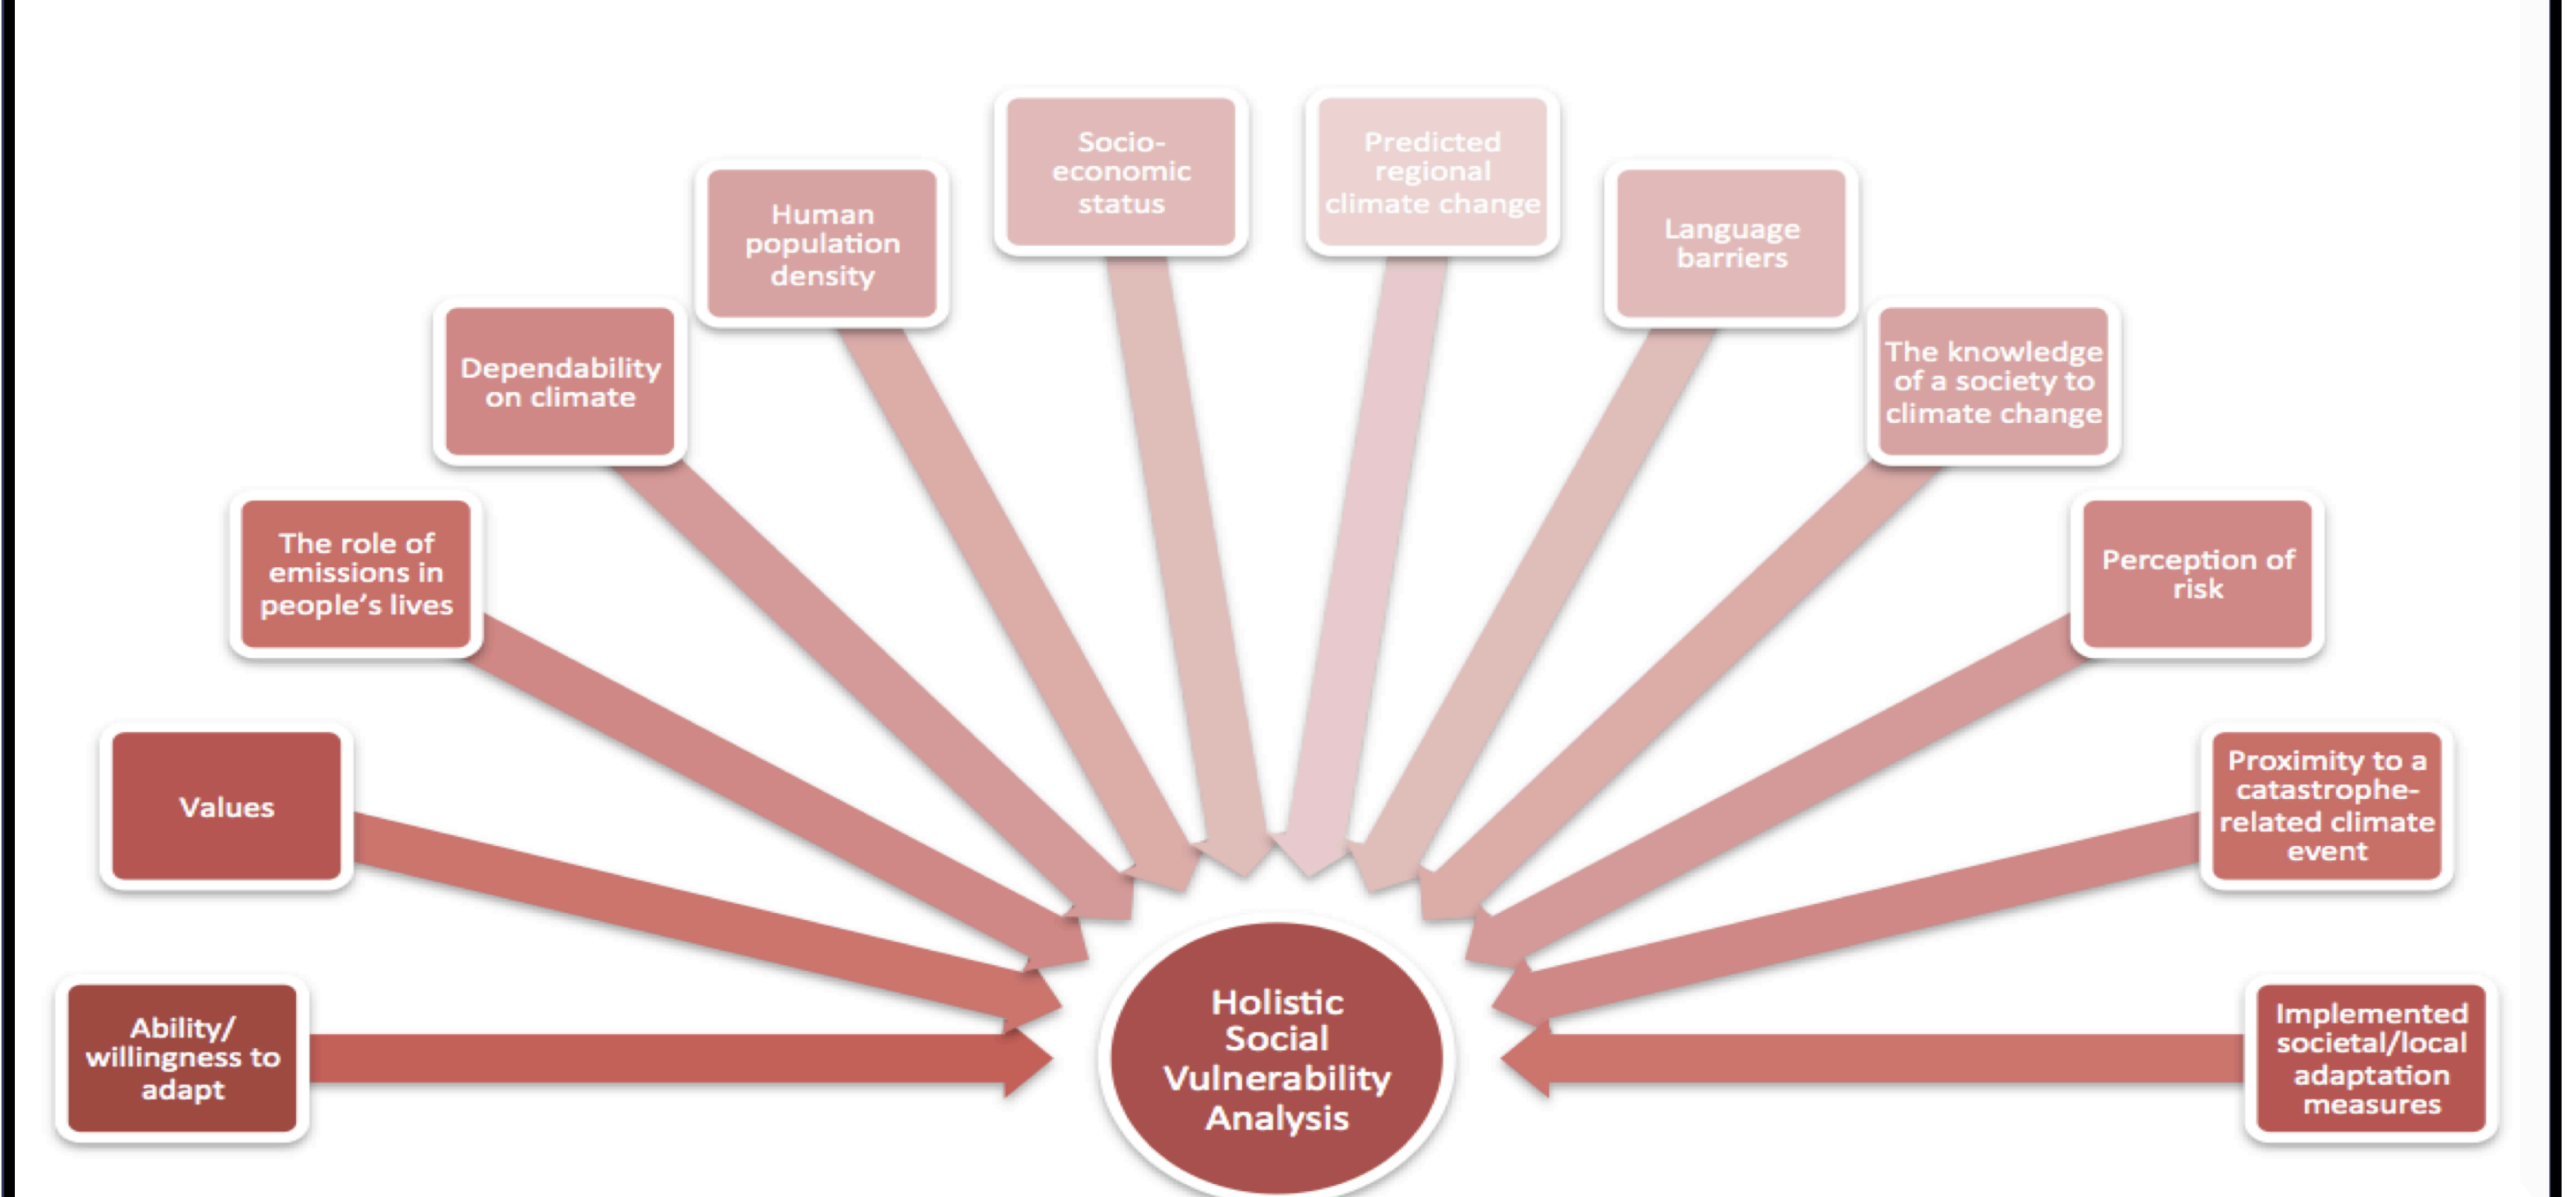 Socio-
economic
status
Predicted
regional
climate change
Human
population
density
Language
barriers
Dependability
on climate
The knowledge
of a society to
climate change
The role of
emissions in
people’s lives
Perception of
risk
Values
Proximity to a
catastrophe-
related climate
event
Ability/
willingness to
adapt
Holistic
Social
Vulnerability
Analysis
Implemented
societal/local
adaptation
measures